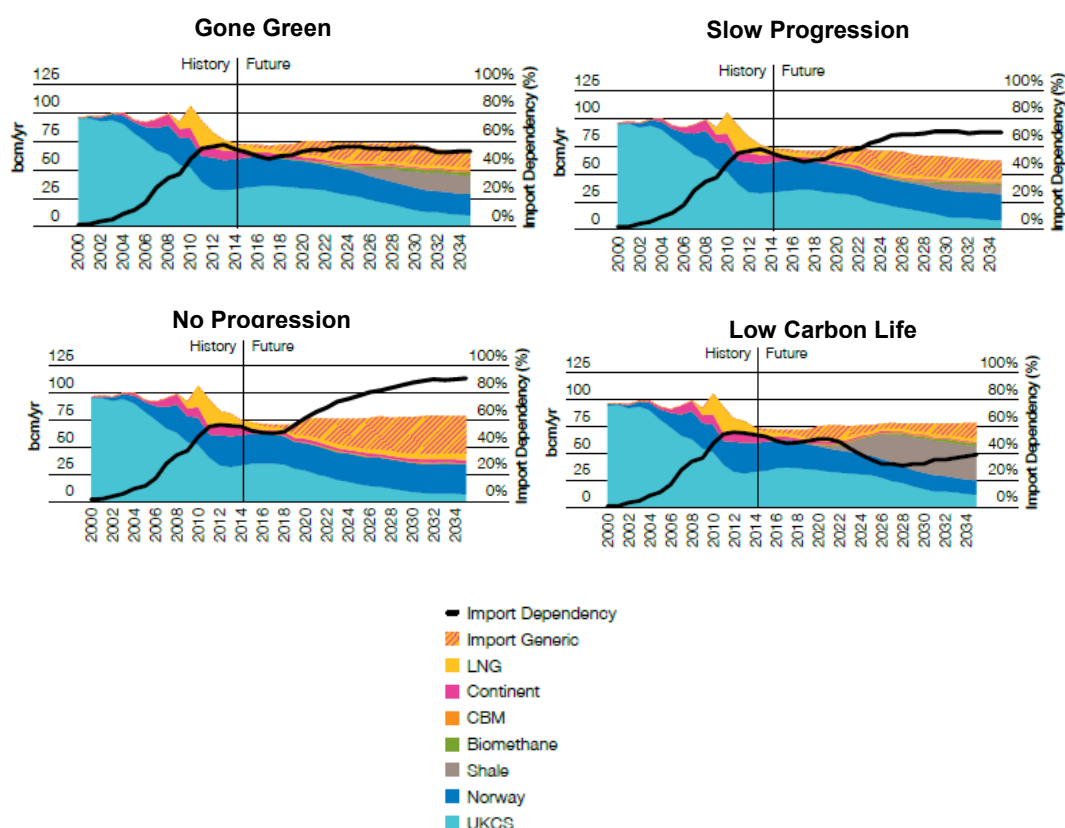 Gone Green
History Future
125
100
75
50
25
0
bcm/yr
100%
80%
60%
40%
20%
0%
Import Dependency (%)
2000 2002 2004 2006 2008 2010 2012 2014 2016 2018 2020 2022 2024 2026 2028 2030 2032 2034
Slow Progression
History Future
125
100
75
50
25
0
bcm/yr
100%
80%
60%
40%
20%
0%
Import Dependency (%)
2000 2002 2004 2006 2008 2010 2012 2014 2016 2018 2020 2022 2024 2026 2028 2030 2032 2034
No Progression
History Future
125
100
75
50
25
0
bcm/yr
100%
80%
60%
40%
20%
0%
Import Dependency (%)
2000 2002 2004 2006 2008 2010 2012 2014 2016 2018 2020 2022 2024 2026 2028 2030 2032 2034
Low Carbon Life
History Future
125
100
75
50
25
0
bcm/yr
100%
80%
60%
40%
20%
0%
Import Dependency (%)
2000 2002 2004 2006 2008 2010 2012 2014 2016 2018 2020 2022 2024 2026 2028 2030 2032 2034
Import Dependency
Import Generic
LNG
Continent
CBM
Biomethane
Shale
Norway
UKCS